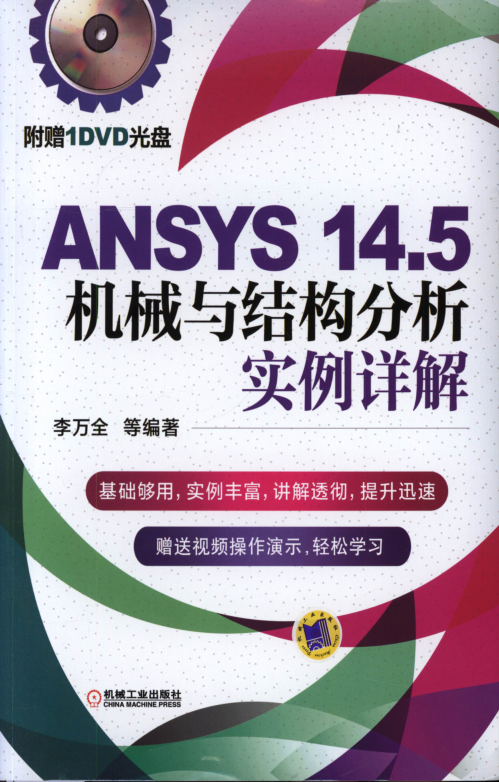 附赠1DVD光盘
ANSYS 14.5
机械与结构分析
实例详解
李万全 等编著
基础够用，实例丰富，讲解透彻，提升迅速
赠送视频操作演示，轻松学习
机械工业出版社
CHINA MACHINE PRESS